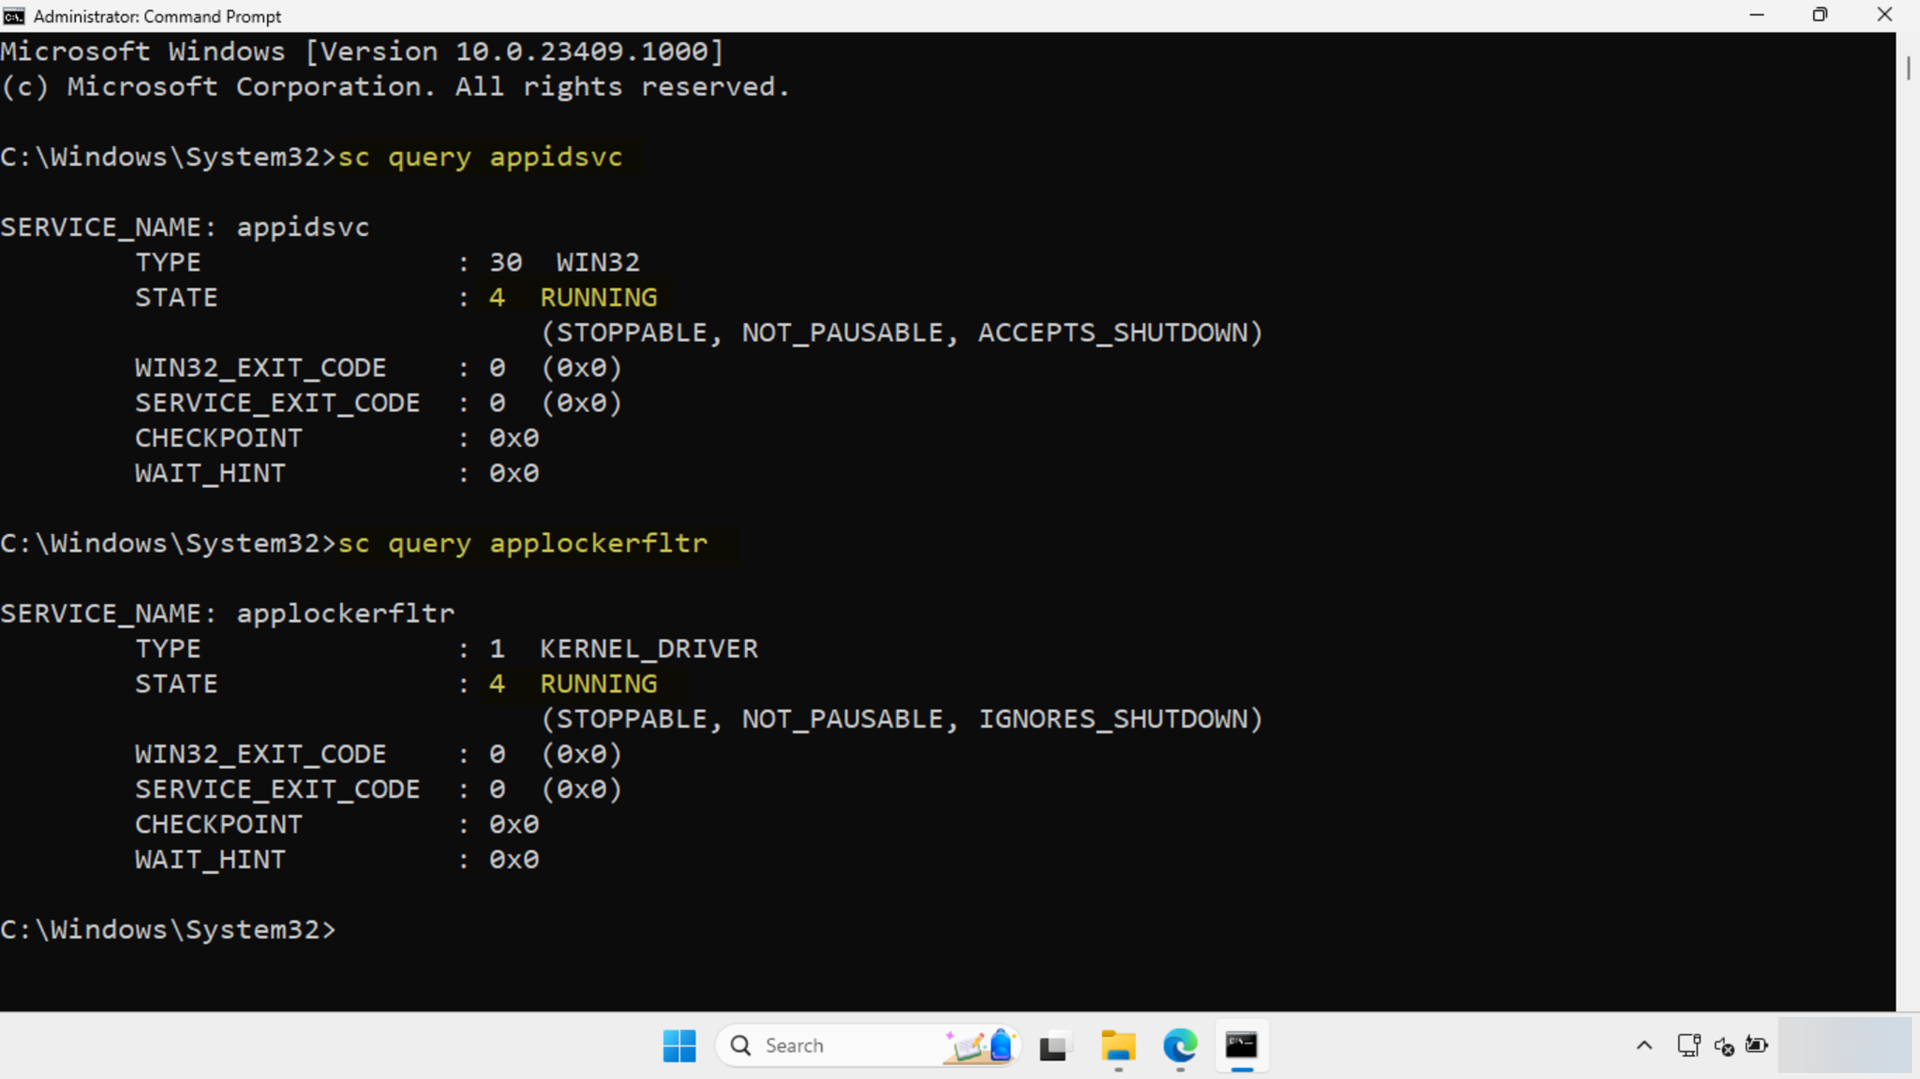 Administrator: Command Prompt
Microsoft Windows [Version 10.0.23409.1000]
(c) Microsoft Corporation. All rights reserved.
C:\Windows\System32>sc query appidsvc
SERVICE_NAME: appidsvc
        TYPE               : 30  WIN32
        STATE              : 4  RUNNING
                                (STOPPABLE, NOT_PAUSABLE, ACCEPTS_SHUTDOWN)
        WIN32_EXIT_CODE    : 0  (0x0)
        SERVICE_EXIT_CODE  : 0  (0x0)
        CHECKPOINT         : 0x0
        WAIT_HINT          : 0x0
C:\Windows\System32>sc query applockerfltr
SERVICE_NAME: applockerfltr
        TYPE               : 1  KERNEL_DRIVER
        STATE              : 4  RUNNING
                                (STOPPABLE, NOT_PAUSABLE, IGNORES_SHUTDOWN)
        WIN32_EXIT_CODE    : 0  (0x0)
        SERVICE_EXIT_CODE  : 0  (0x0)
        CHECKPOINT         : 0x0
        WAIT_HINT          : 0x0
C:\Windows\System32>
Search